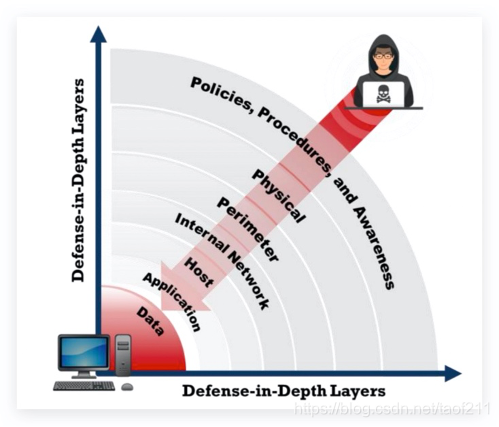 Defense-in-Depth Layers
Policies, Procedures, and Awareness
Physical
Perimeter
Internal Network
Host
Application
Data
Defense-in-Depth Layers
https://blog.csdn.net/taof211